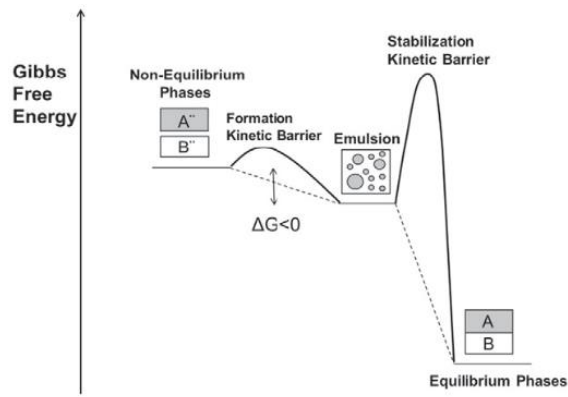 Gibbs
Free
Energy
Non-Equilibrium
Phases
A¨
B¨
Formation
Kinetic Barrier
Emulsion
Stabilization
Kinetic Barrier
ΔG<0
A
B
Equilibrium Phases